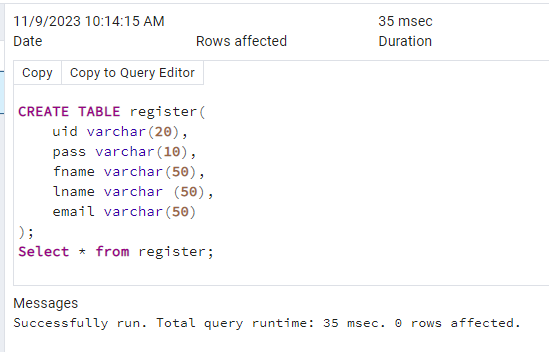 11/9/2023 10:14:15 AM 35 msec
Date Rows affected Duration
Copy Copy to Query Editor
CREATE TABLE register(
    uid varchar(20),
    pass varchar(10),
    fname varchar(50),
    lname varchar (50),
    email varchar(50)
);
Select * from register;
Messages
Successfully run. Total query runtime: 35 msec. 0 rows affected.